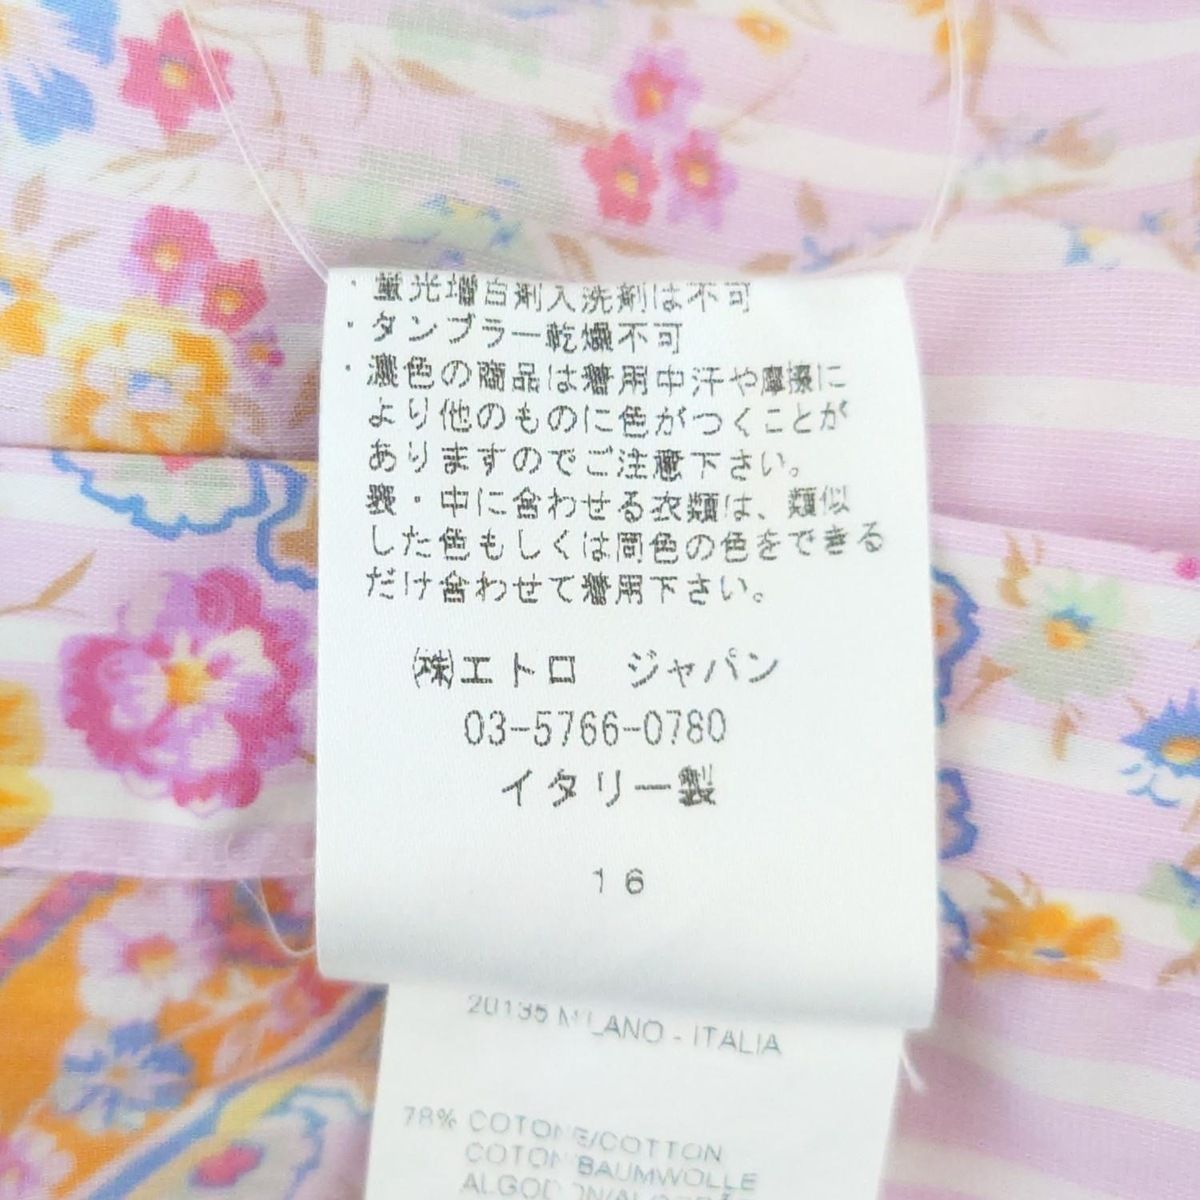 ・蛍光増白剤入洗剤は不可
・タンブラー乾燥不可
・濃色の商品は着用中汗や摩擦に
より他のものに色がつくことが
ありますのでご注意下さい。
裏・中に合わせる衣類は、類似
した色もしくは同色の色をできる
だけ合わせて着用下さい。
㈱エトロ ジャパン
03-5766-0780
イタリー製
16
20135 MILANO - ITALIA
78% COTONE/COTTON
COTON/BAUMWOLLE